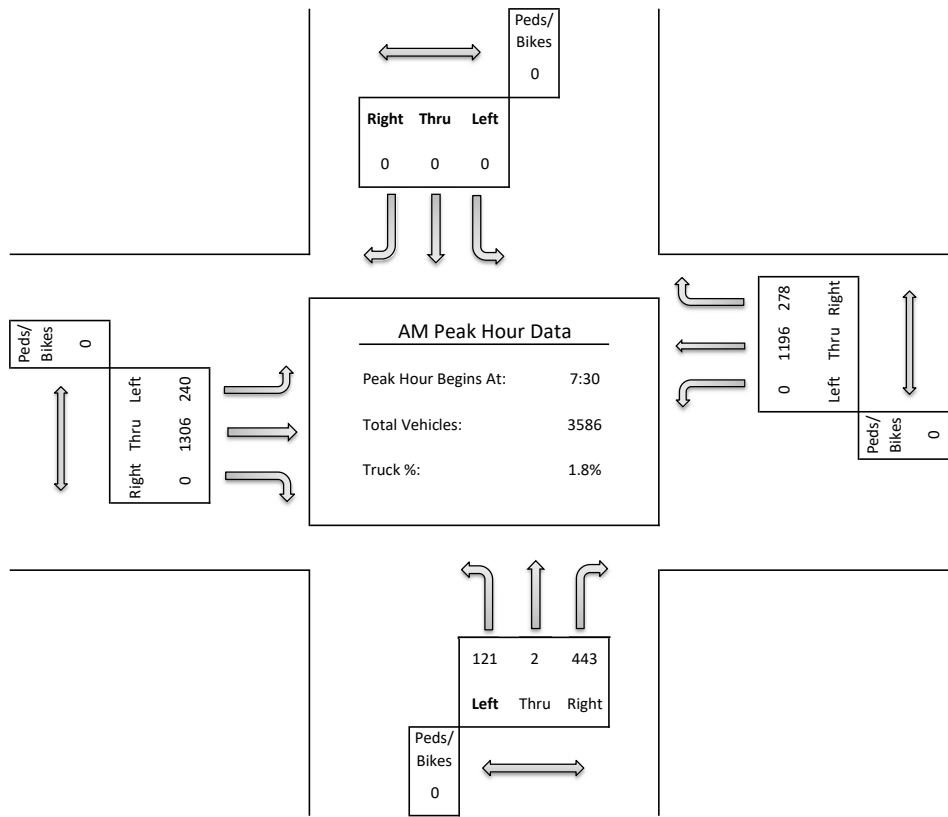 Peds/
Bikes
0
Right Thru Left
0 0 0
Peds/
Bikes
0
Left 240
Thru 1306
Right 0
AM Peak Hour Data
Peak Hour Begins At: 7:30
Total Vehicles: 3586
Truck %: 1.8%
278 Right
1196 Thru
0 Left
Peds/
Bikes
0
121 2 443
Left Thru Right
Peds/
Bikes
0